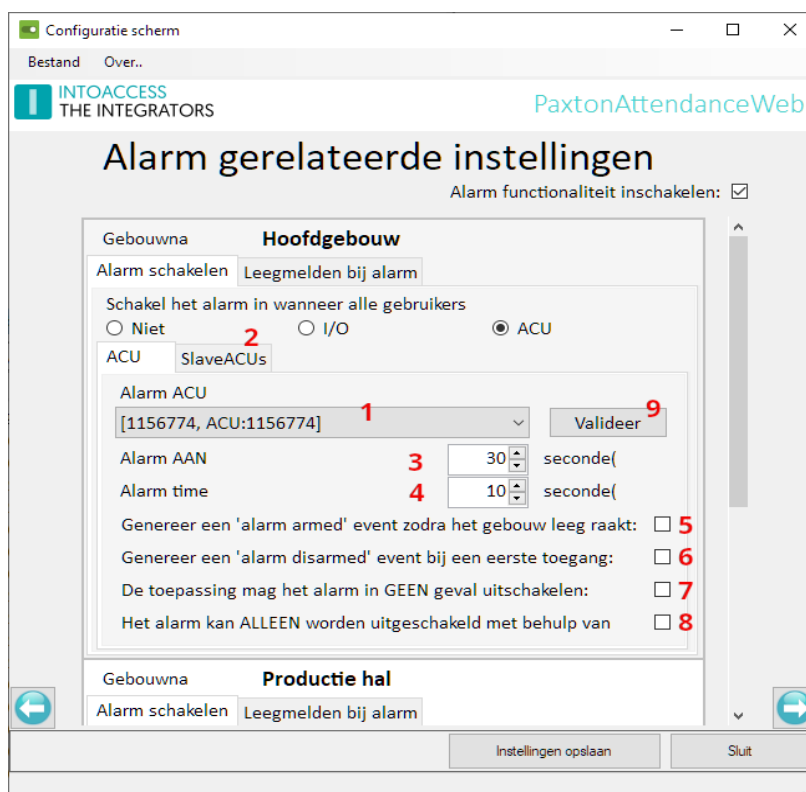 Configuratie scherm
Bestand Over..
INTOACCESS
THE INTEGRATORS
PaxtonAttendanceWeb
Alarm gerelateerde instellingen
Alarm functionaliteit inschakelen:
Gebouwna Hoofdgebouw
Alarm schakelen Leegmelden bij alarm
Schakel het alarm in wanneer alle gebruikers
Niet I/O ACU
2
ACU SlaveACUs
Alarm ACU
[1156774, ACU:1156774] 1 Valideer 9
Alarm AAN 3 30 seconde(
Alarm time 4 10 seconde(
Genereer een 'alarm armed' event zodra het gebouw leeg raakt: 5
Genereer een 'alarm disarmed' event bij een eerste toegang: 6
De toepassing mag het alarm in GEEN geval uitschakelen: 7
Het alarm kan ALLEEN worden uitgeschakeld met behulp van 8
Gebouwna Productie hal
Alarm schakelen Leegmelden bij alarm
Instellingen opslaan Sluit